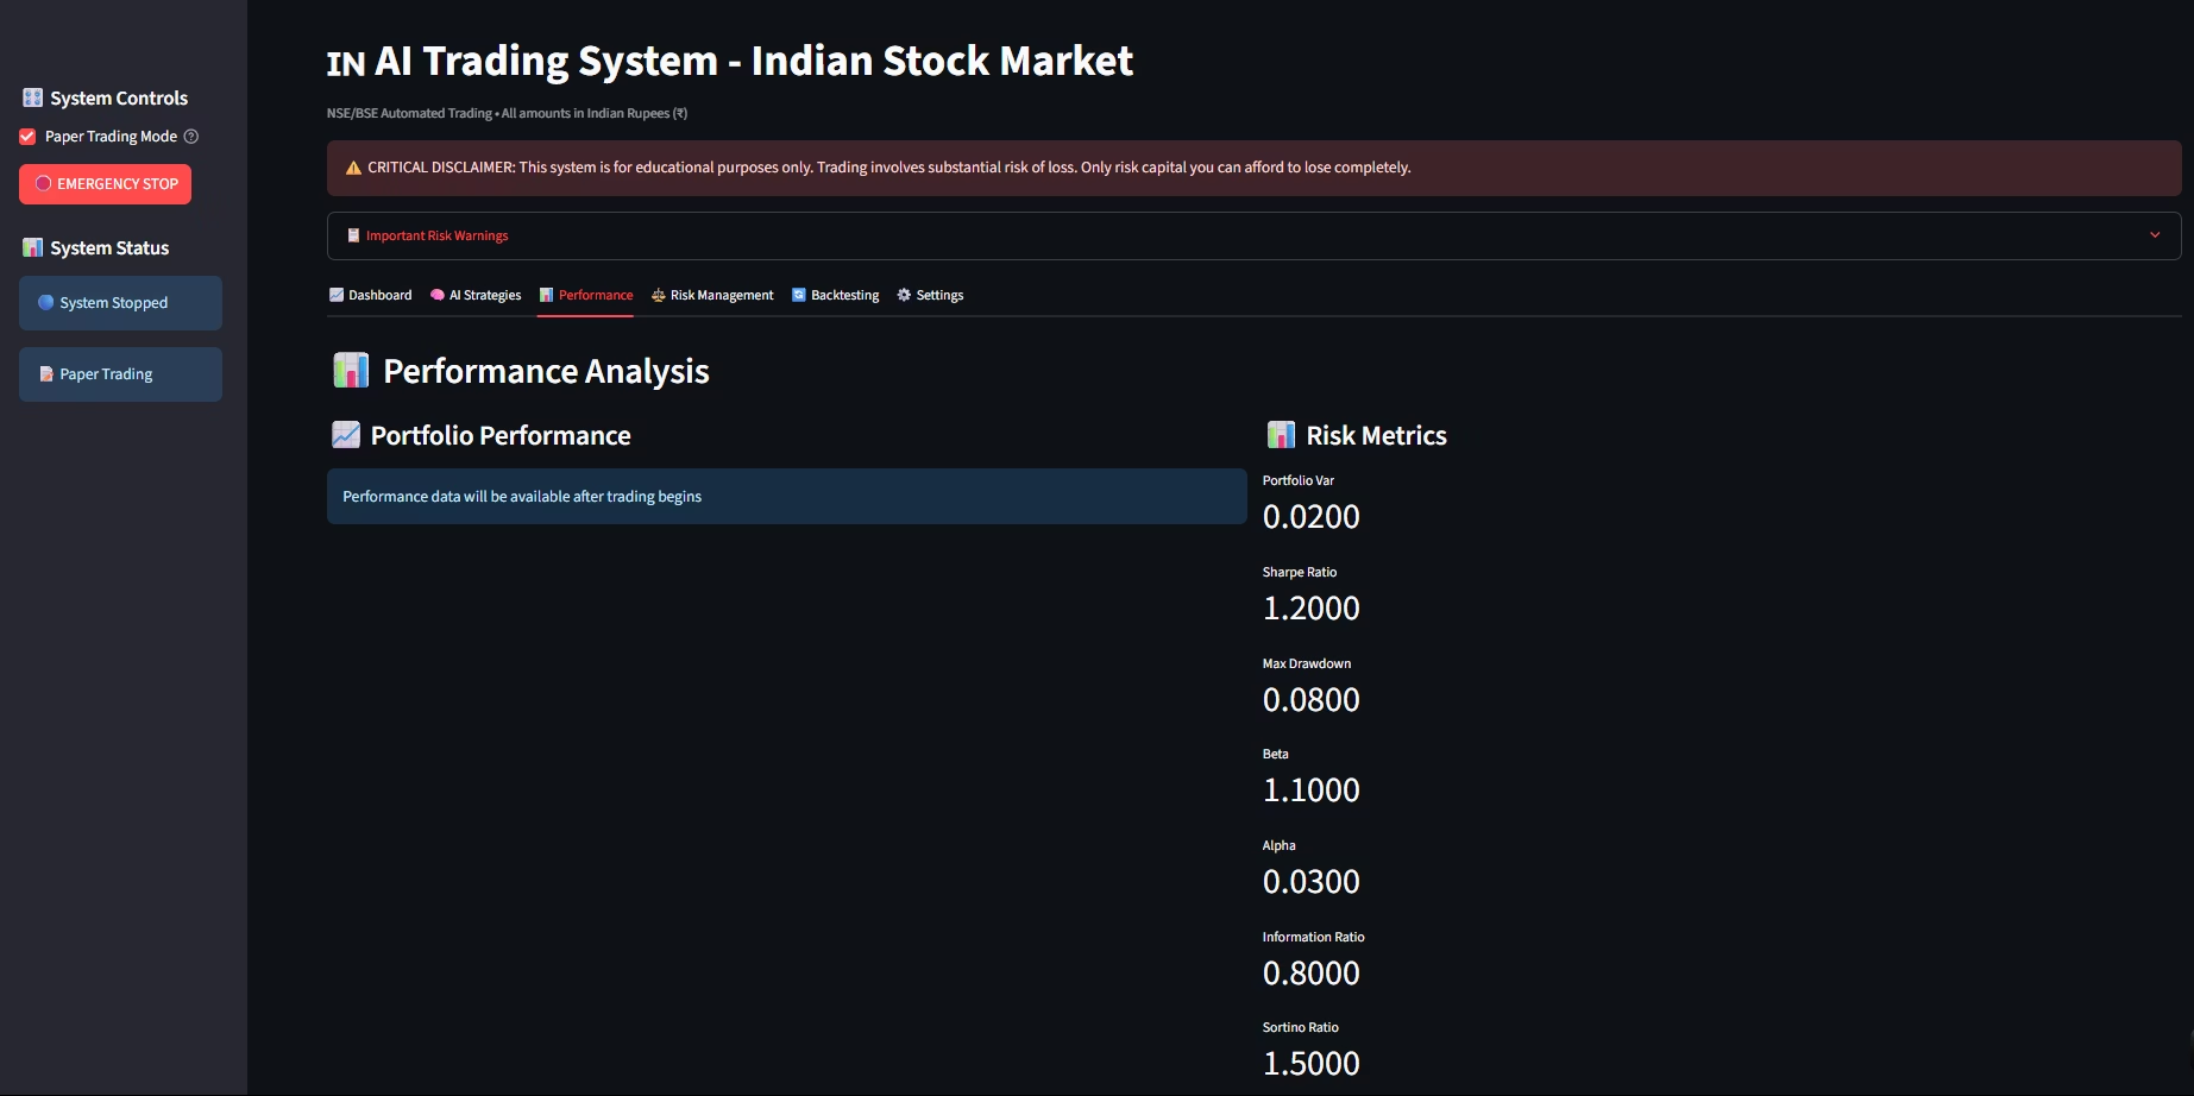 System Controls
Paper Trading Mode
EMERGENCY STOP
System Status
System Stopped
Paper Trading
IN AI Trading System - Indian Stock Market
NSE/BSE Automated Trading • All amounts in Indian Rupees (₹)
CRITICAL DISCLAIMER: This system is for educational purposes only. Trading involves substantial risk of loss. Only risk capital you can afford to lose completely.
Important Risk Warnings
Dashboard AI Strategies Performance Risk Management Backtesting Settings
Performance Analysis
Portfolio Performance
Performance data will be available after trading begins
Risk Metrics
Portfolio Var
0.0200
Sharpe Ratio
1.2000
Max Drawdown
0.0800
Beta
1.1000
Alpha
0.0300
Information Ratio
0.8000
Sortino Ratio
1.5000